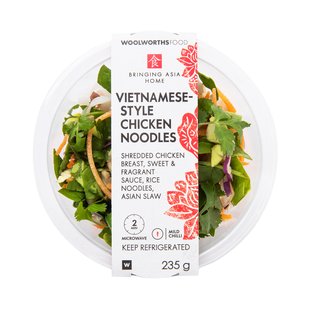 WOOLWORTHSFOOD
食
BRINGING ASIA
HOME
VIETNAMESE-
STYLE
CHICKEN
NOODLES
SHREDDED CHICKEN
BREAST, SWEET &
FRAGRANT
SAUCE, RICE
NOODLES,
ASIAN SLAW
2
MIN
MICROWAVE
MILD
CHILLI
KEEP REFRIGERATED
W
235 g